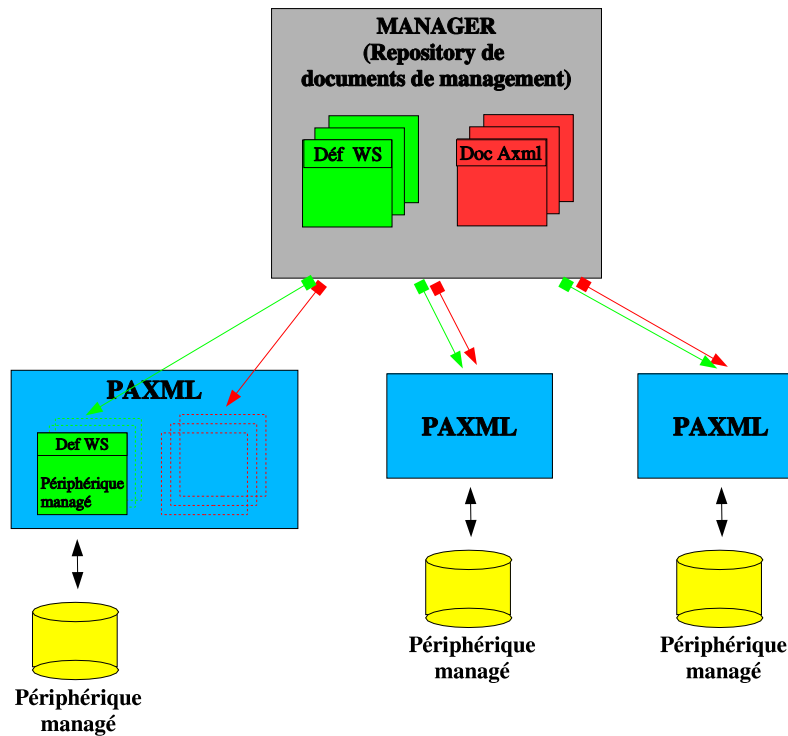 MANAGER
(Repository de
documents de management)
Déf WS
Doc Axml
PAXML
Def WS
Périphérique
managé
PAXML
PAXML
Périphérique
managé
Périphérique
managé
Périphérique
managé